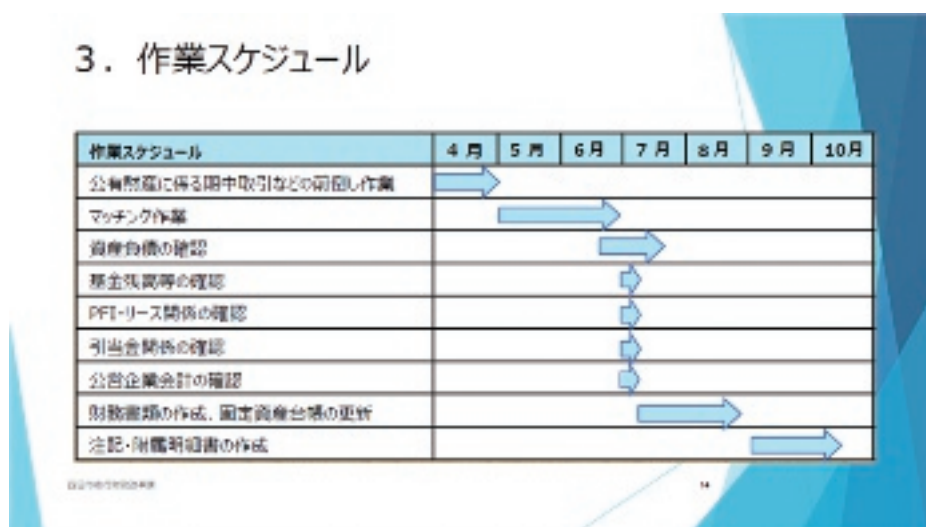 3. 作業スケジュール
作業スケジュール 4月 5月 6月 7月 8月 9月 10月
公有財産に係る期中取引などの前倒し作業
マッチング作業
資産負債の確認
基金残高等の確認
PFI・リース関係の確認
引当金関係の確認
公営企業会計の確認
財務書類の作成、固定資産台帳の更新
注記・附属明細書の作成